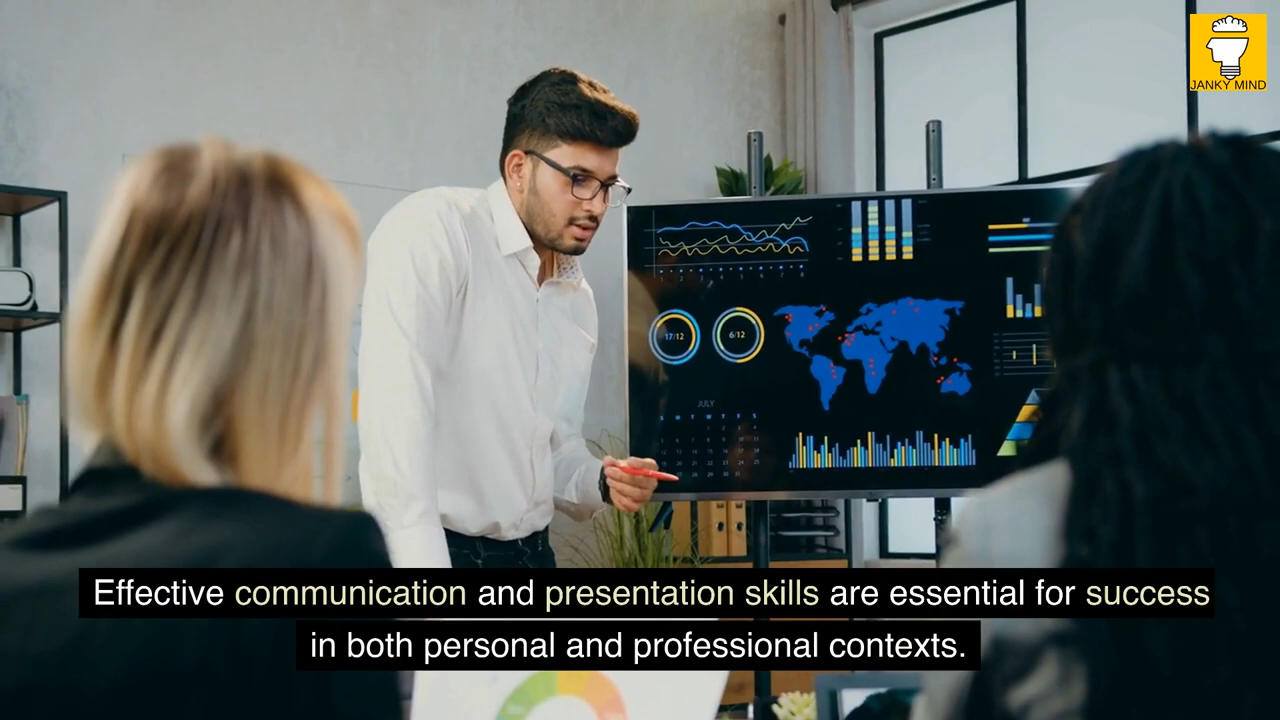 JANKY MIND
17/12
6/12
JULY
S M T W T F S
Effective communication and presentation skills are essential for success
in both personal and professional contexts.